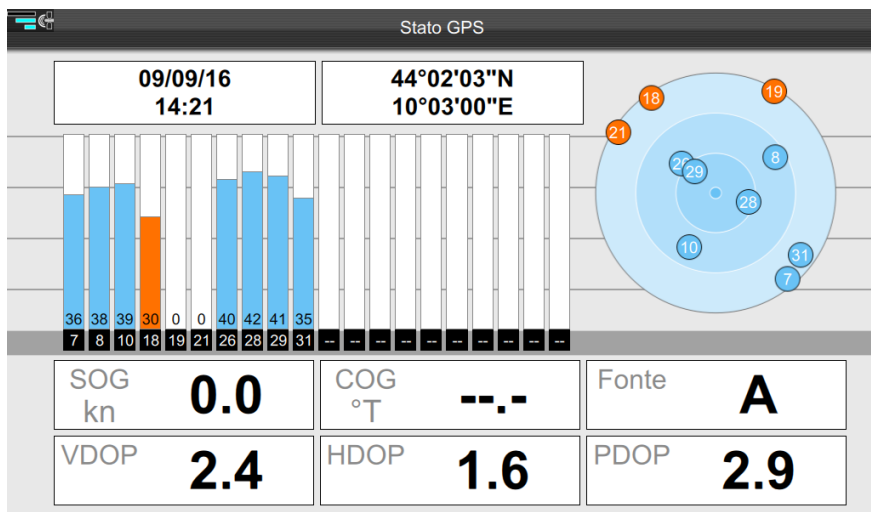 Stato GPS
09/09/16
14:21
44°02'03"N
10°03'00"E
18
19
21
8
26
29
28
10
31
7
36 38 39 30 0 0 40 42 41 35
7 8 10 18 19 21 26 28 29 31 -- -- -- -- -- -- -- -- -- --
SOG
kn
0.0
COG
°T
--.-
Fonte
A
VDOP
2.4
HDOP
1.6
PDOP
2.9